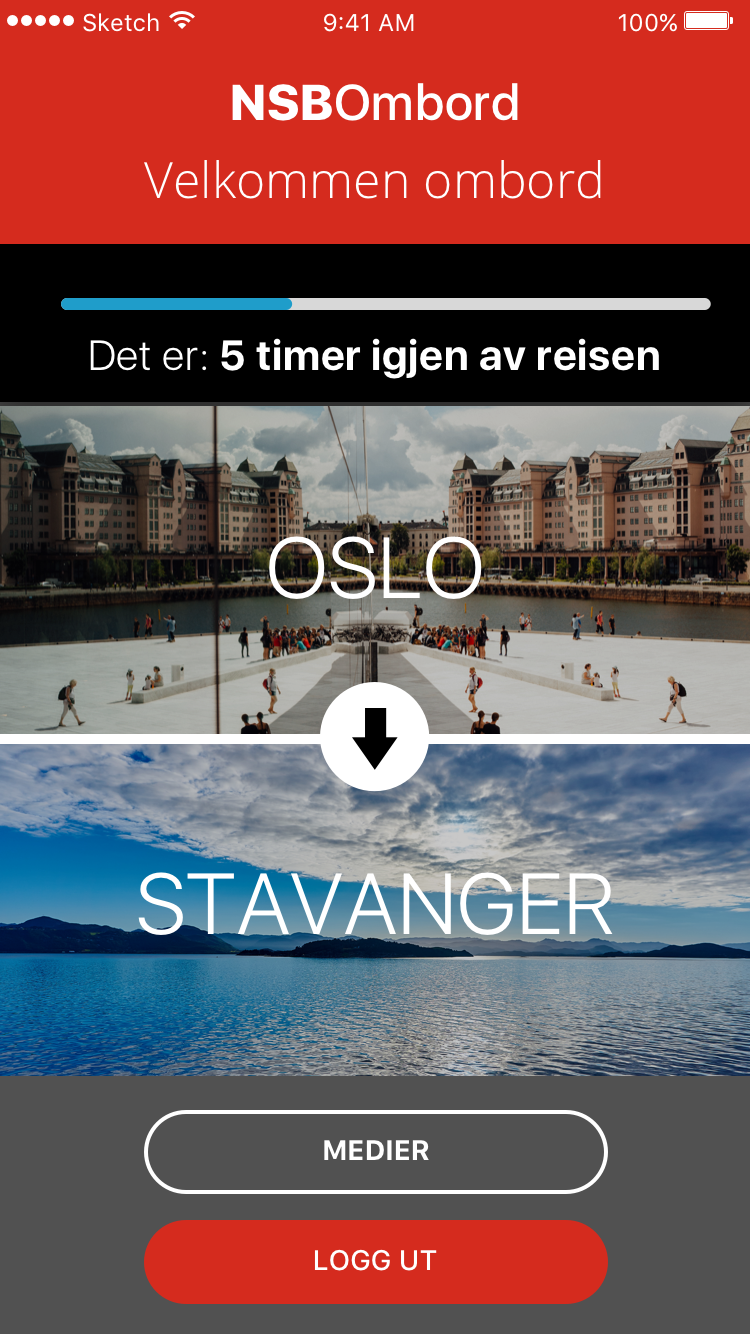 Sketch 9:41 AM 100%
NSBOmbord
Velkommen ombord
Det er: 5 timer igjen av reisen
OSLO
STAVANGER
MEDIER
LOGG UT